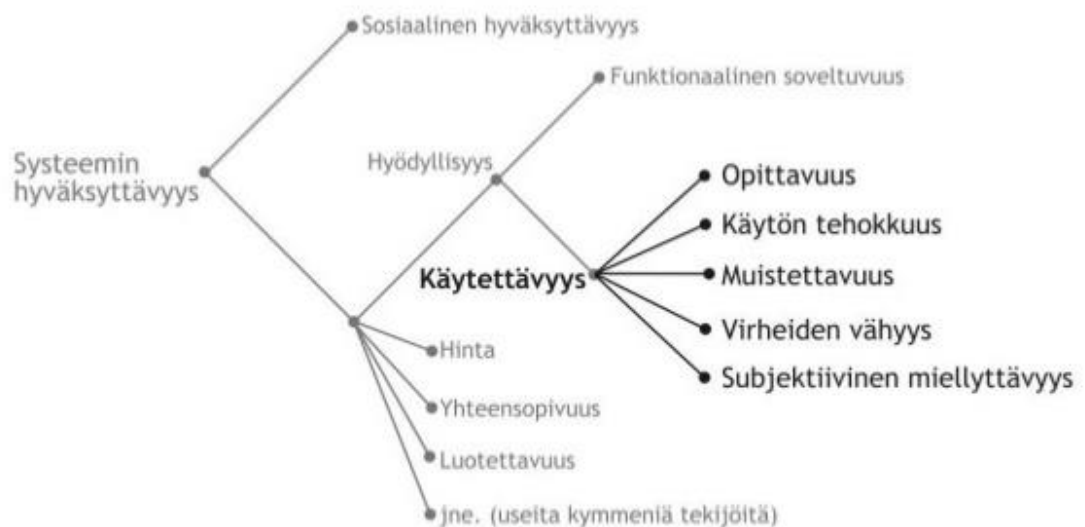 Sosiaalinen hyväksyttävyys
Funktionaalinen soveltuvuus
Systeemin
hyväksyttävyys
Hyödyllisyys
Opittavuus
Käytön tehokkuus
Käytettävyys
Muistettavuus
Virheiden vähyys
Hinta
Subjektiivinen miellyttävyys
Yhteensopivuus
Luotettavuus
jne. (useita kymmeniä tekijöitä)